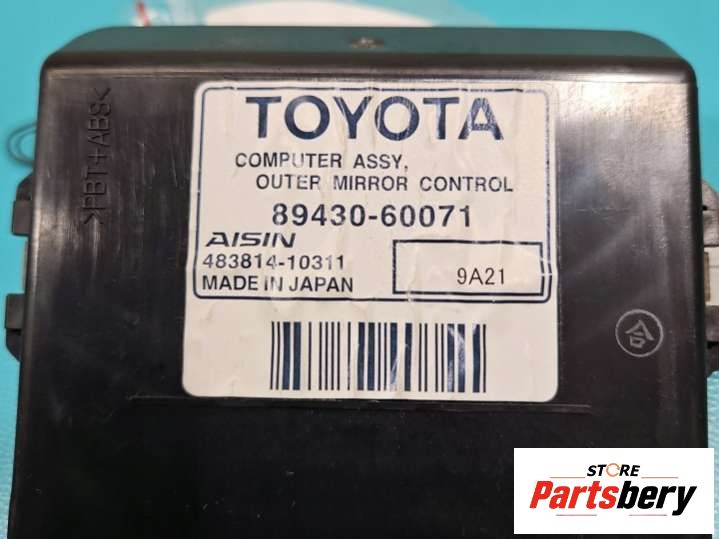 >PBT+ABS<
TOYOTA
COMPUTER ASSY,
OUTER MIRROR CONTROL
89430-60071
AISIN
483814-10311
MADE IN JAPAN
9A21
STORE
Partsbery